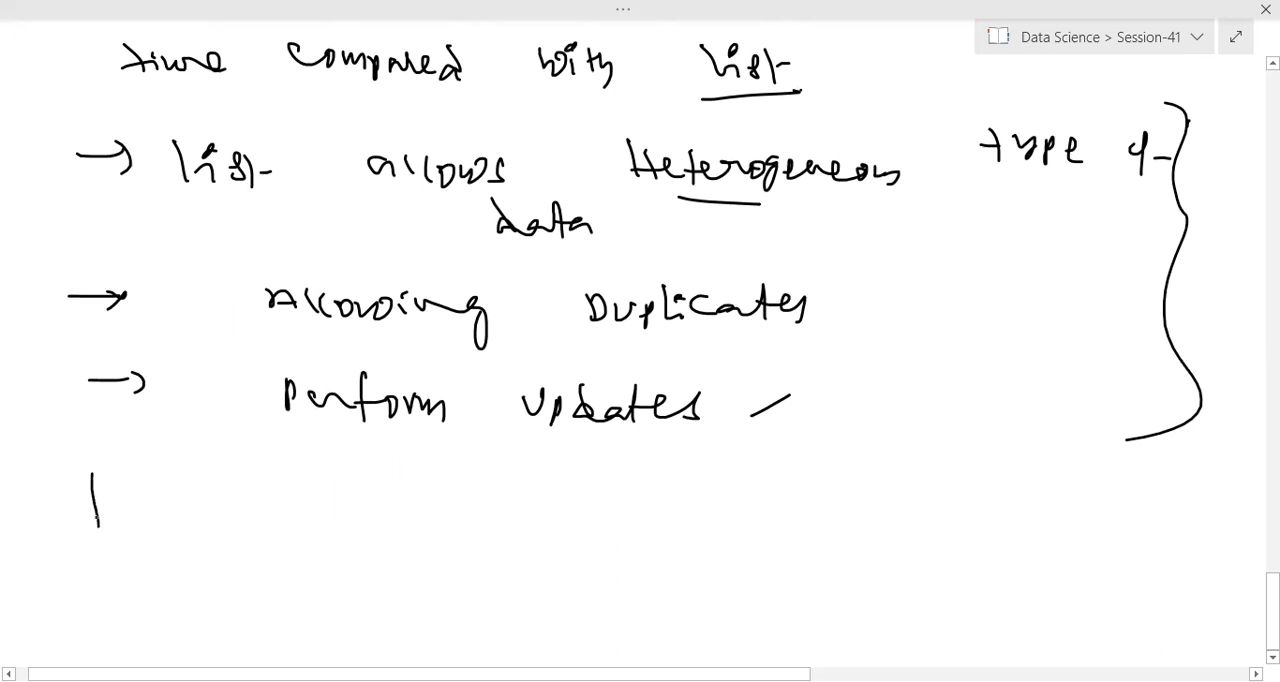 Data Science > Session-41
time compared with list
→ list allows Heterogeneous type of
data
→ Allowing Duplicates
→ perform updates